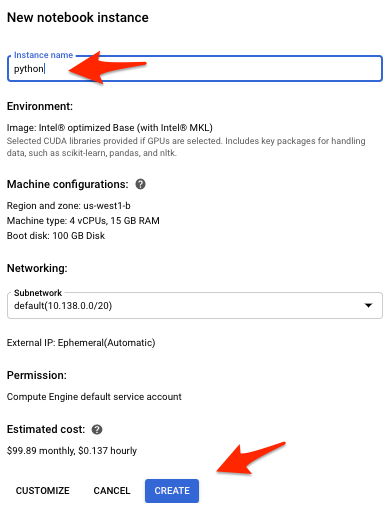 New notebook instance
Instance name
python
Environment:
Image: Intel® optimized Base (with Intel® MKL)
Selected CUDA libraries provided if GPUs are selected. Includes key packages for handling
data, such as scikit-learn, pandas, and nltk.
Machine configurations: ?
Region and zone: us-west1-b
Machine type: 4 vCPUs, 15 GB RAM
Boot disk: 100 GB Disk
Networking:
Subnetwork
default(10.138.0.0/20)
External IP: Ephemeral(Automatic)
Permission:
Compute Engine default service account
Estimated cost: ?
$99.89 monthly, $0.137 hourly
CUSTOMIZE CANCEL CREATE